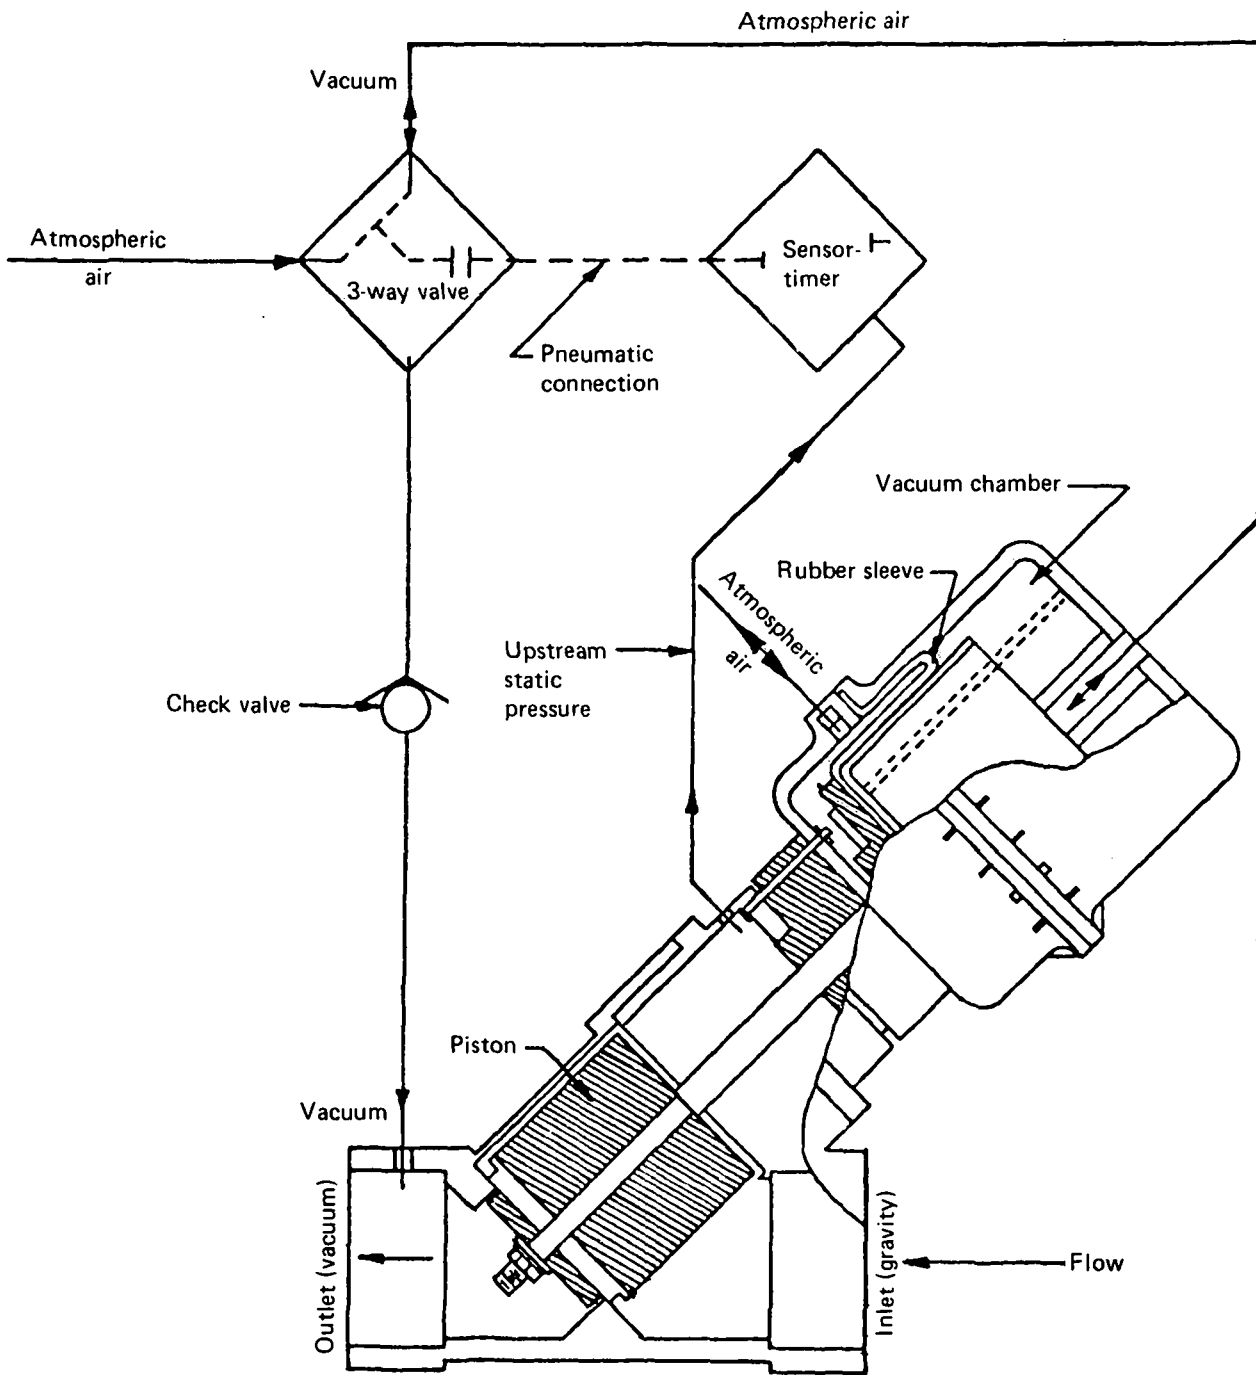 Atmospheric air
Vacuum
Atmospheric
air
3-way valve
Sensor-
timer
Pneumatic
connection
Vacuum chamber
Rubber sleeve
Atmospheric
air
Upstream
static
pressure
Check valve
Piston
Vacuum
Outlet (vacuum)
Inlet (gravity)
Flow